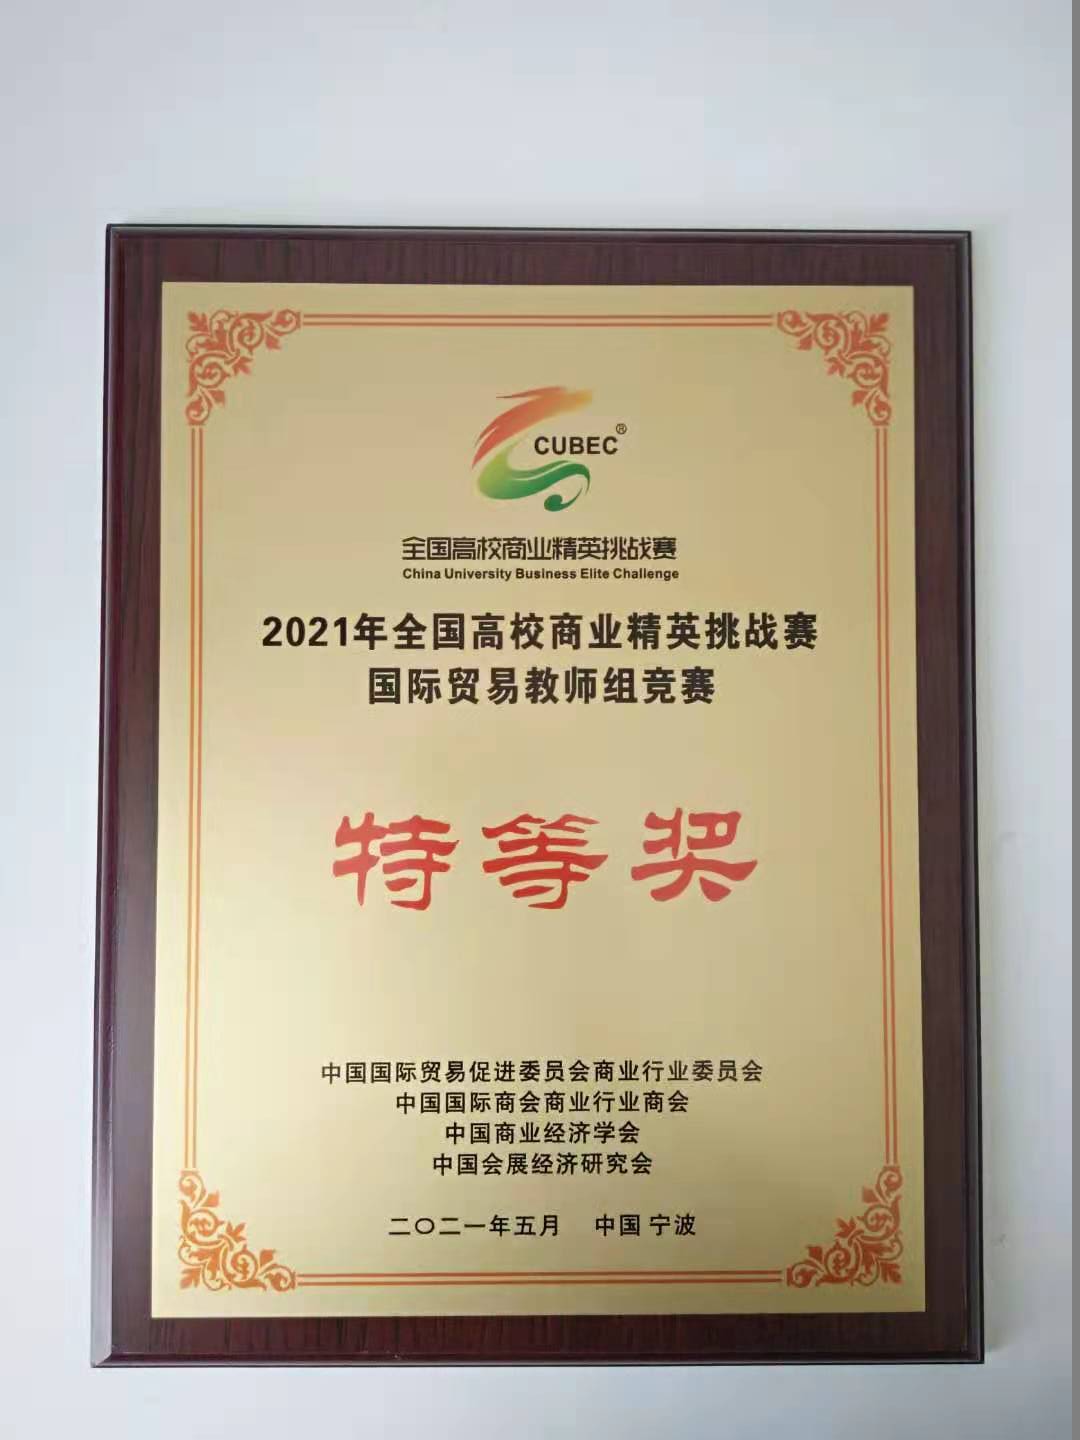 CUBEC®
全国高校商业精英挑战赛
China University Business Elite Challenge
2021年全国高校商业精英挑战赛
国际贸易教师组竞赛
特等奖
中国国际贸易促进委员会商业行业委员会
中国国际商会商业行业商会
中国商业经济学会
中国会展经济研究会
二〇二一年五月 中国 宁波